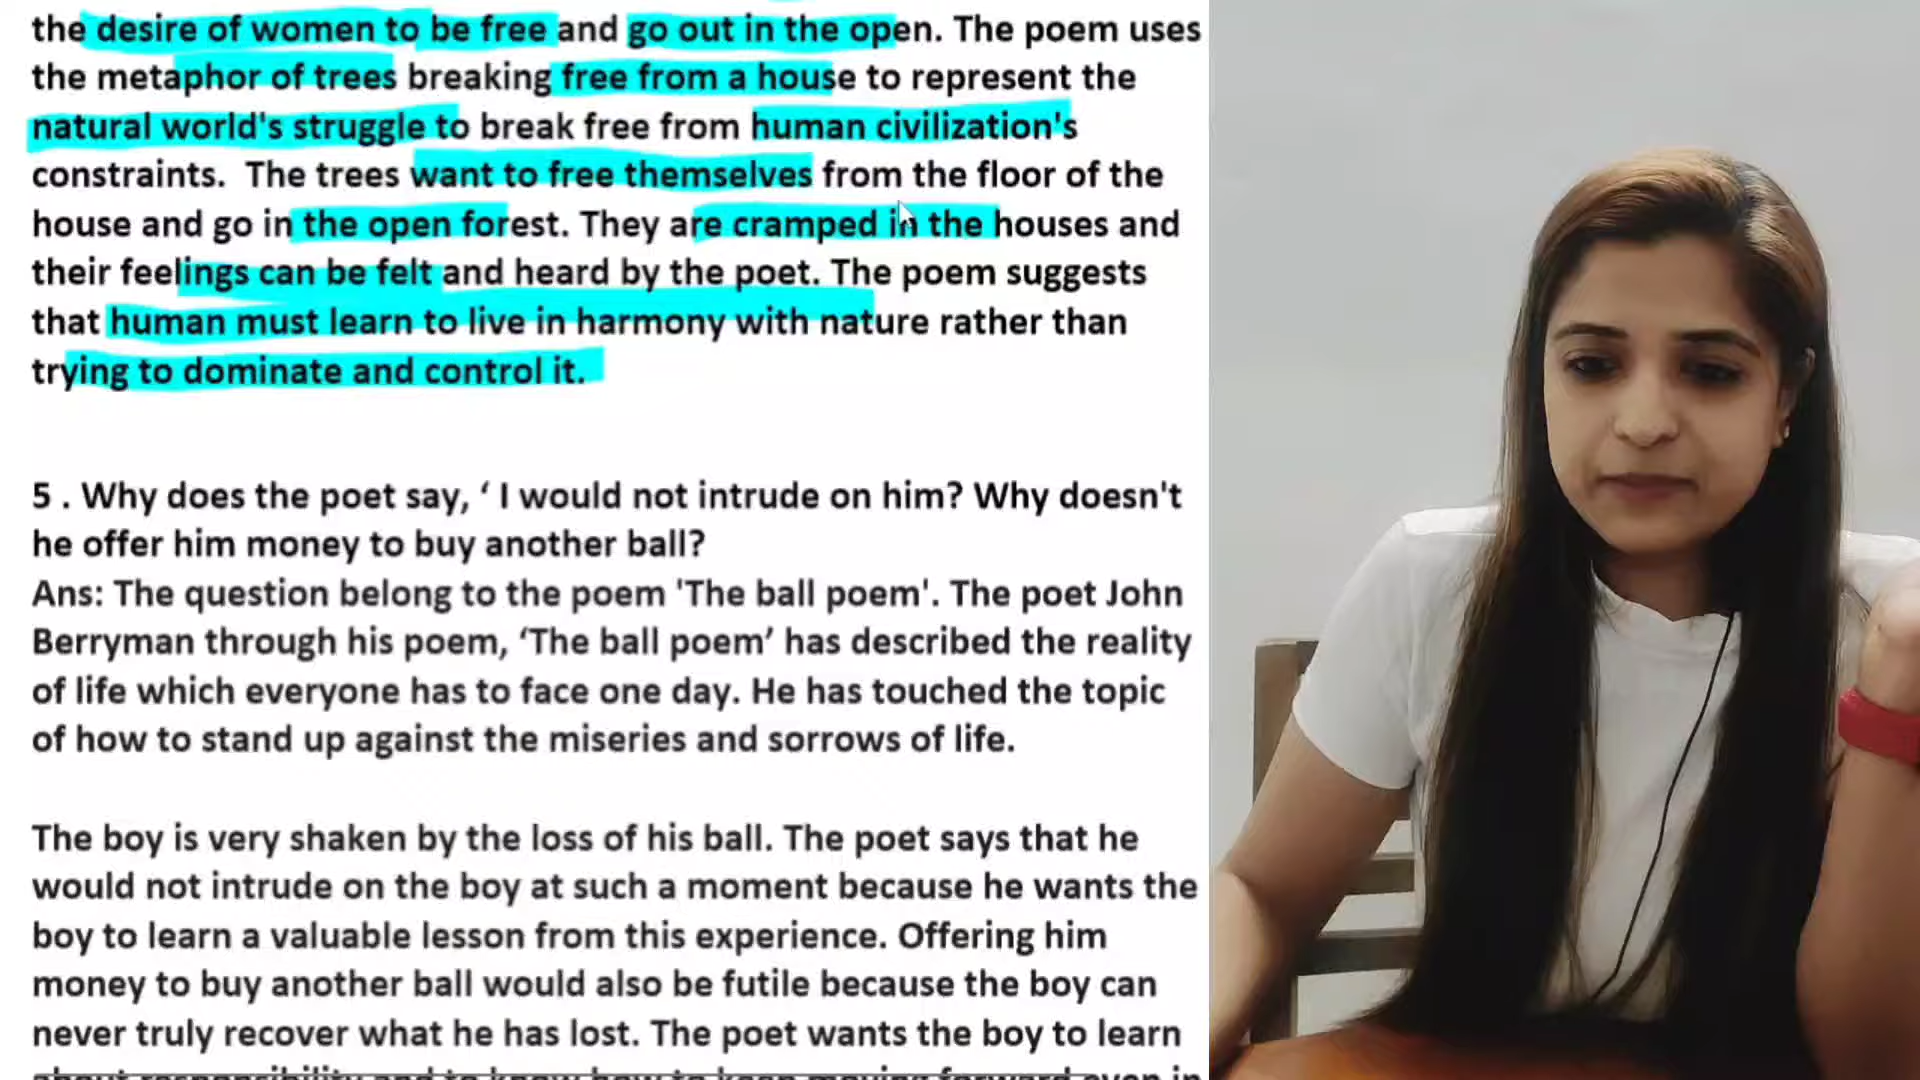 the desire of women to be free and go out in the open. The poem uses
the metaphor of trees breaking free from a house to represent the
natural world's struggle to break free from human civilization's
constraints. The trees want to free themselves from the floor of the
house and go in the open forest. They are cramped in the houses and
their feelings can be felt and heard by the poet. The poem suggests
that human must learn to live in harmony with nature rather than
trying to dominate and control it.
5 . Why does the poet say, ‘ I would not intrude on him? Why doesn't
he offer him money to buy another ball?
Ans: The question belong to the poem 'The ball poem'. The poet John
Berryman through his poem, ‘The ball poem’ has described the reality
of life which everyone has to face one day. He has touched the topic
of how to stand up against the miseries and sorrows of life.
The boy is very shaken by the loss of his ball. The poet says that he
would not intrude on the boy at such a moment because he wants the
boy to learn a valuable lesson from this experience. Offering him
money to buy another ball would also be futile because the boy can
never truly recover what he has lost. The poet wants the boy to learn
about responsibility and to know how to keep moving forward even in